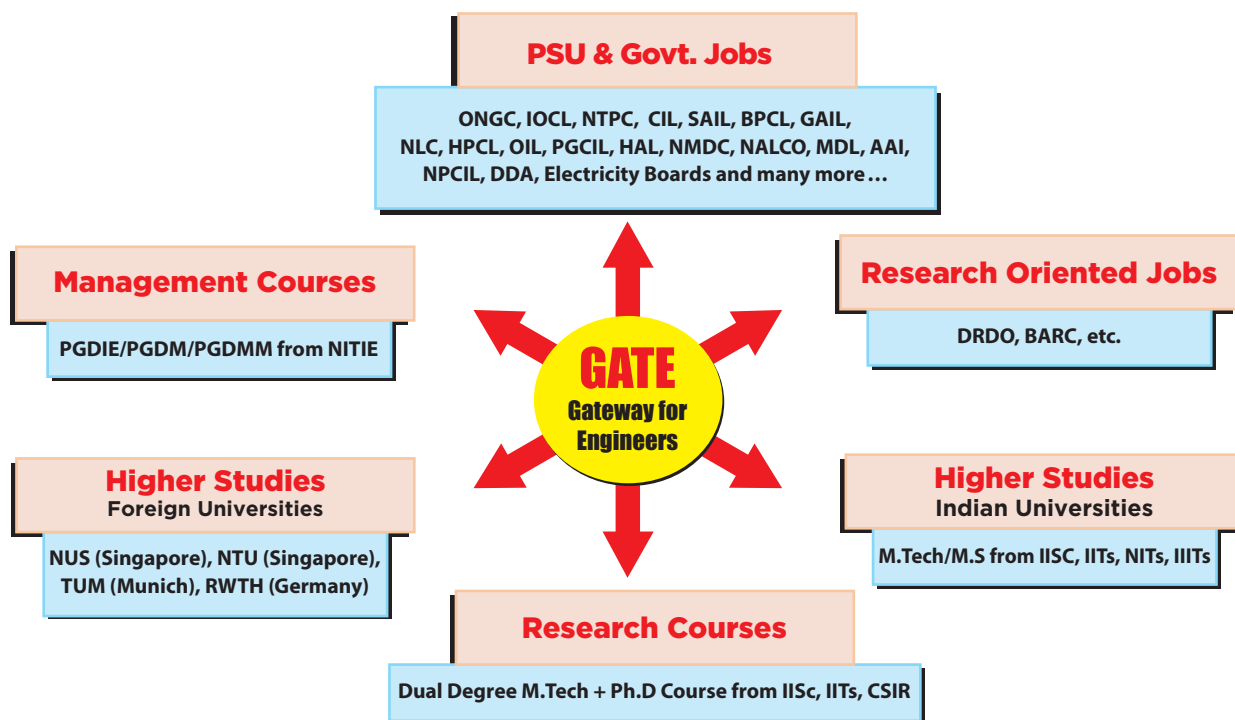 PSU & Govt. Jobs
ONGC, IOCL, NTPC, CIL, SAIL, BPCL, GAIL,
NLC, HPCL, OIL, PGCIL, HAL, NMDC, NALCO, MDL, AAI,
NPCIL, DDA, Electricity Boards and many more...
Management Courses
PGDIE/PGDM/PGDMM from NITIE
Research Oriented Jobs
DRDO, BARC, etc.
GATE
Gateway for
Engineers
Higher Studies
Foreign Universities
NUS (Singapore), NTU (Singapore),
TUM (Munich), RWTH (Germany)
Higher Studies
Indian Universities
M.Tech/M.S from IISC, IITs, NITs, IIITs
Research Courses
Dual Degree M.Tech + Ph.D Course from IISc, IITs, CSIR